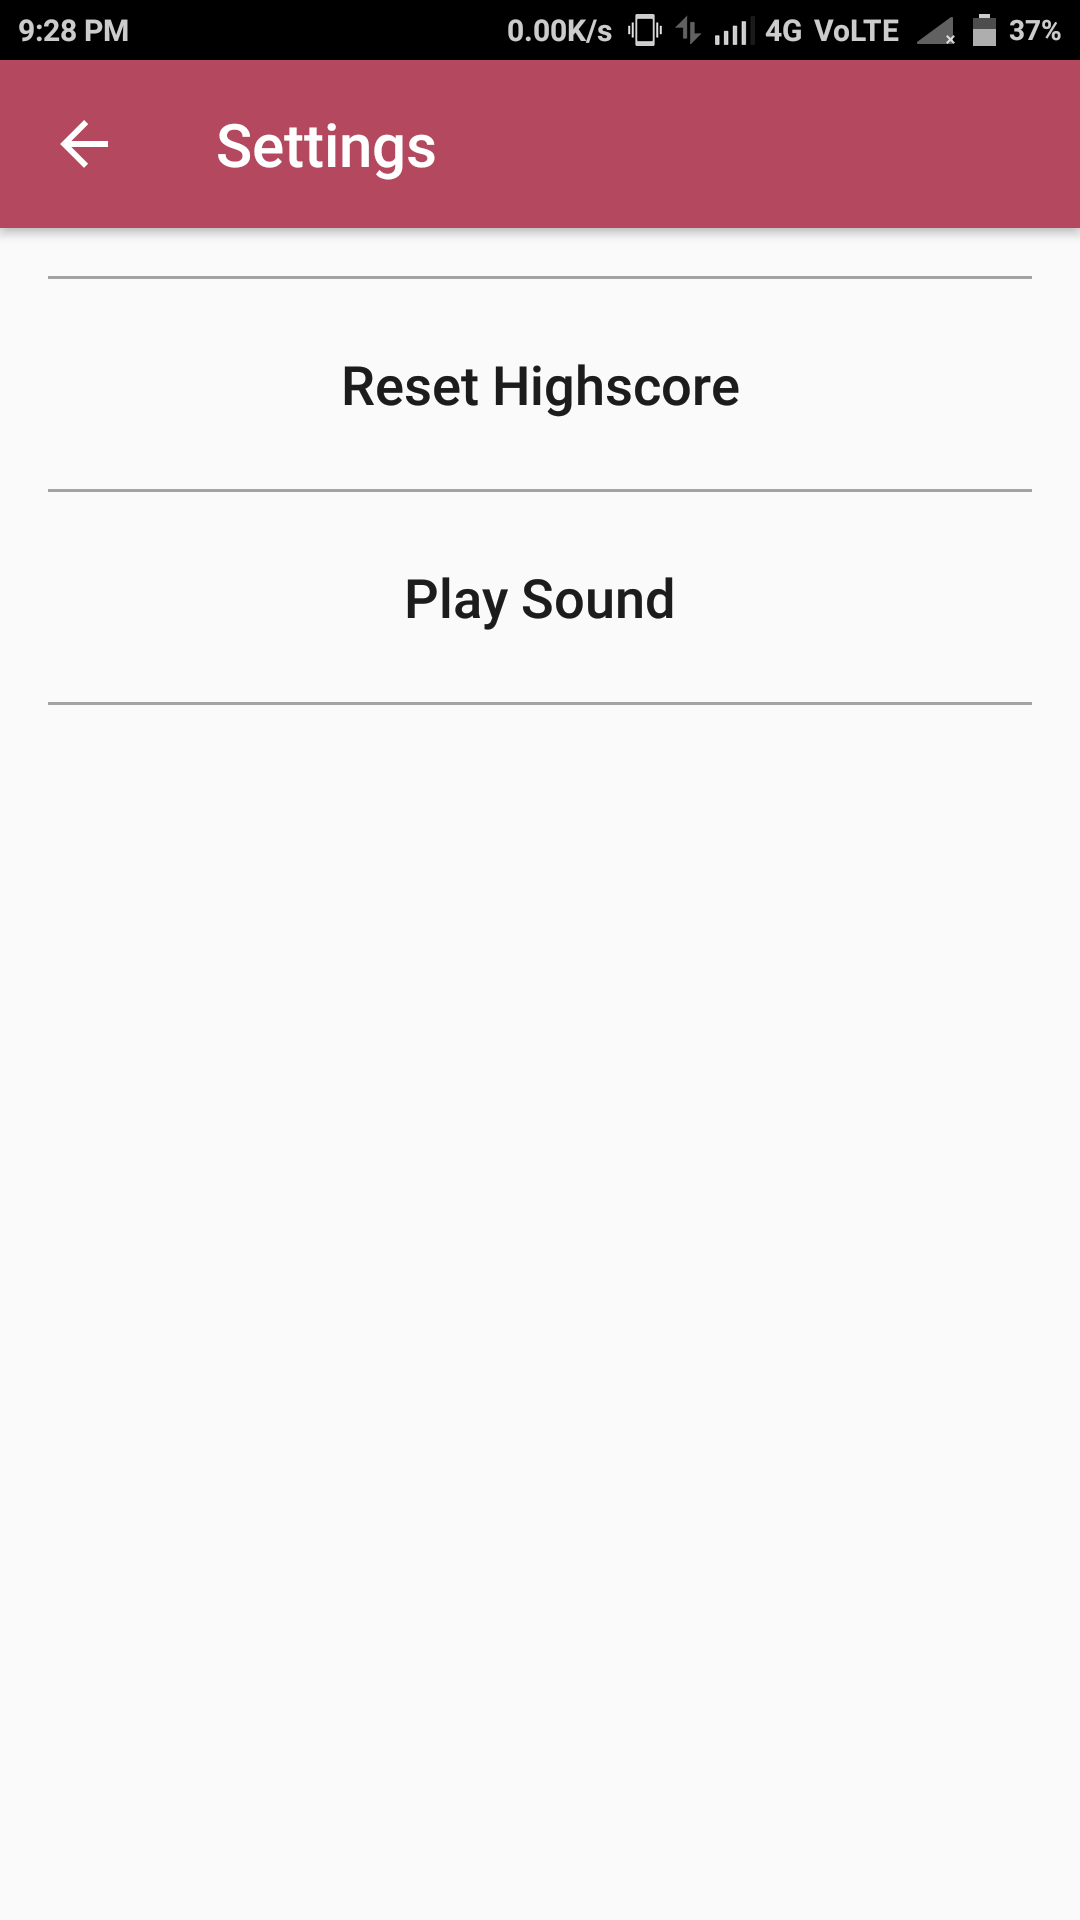 9:28 PM 0.00K/s 4G VoLTE 37%
Settings
Reset Highscore
Play Sound